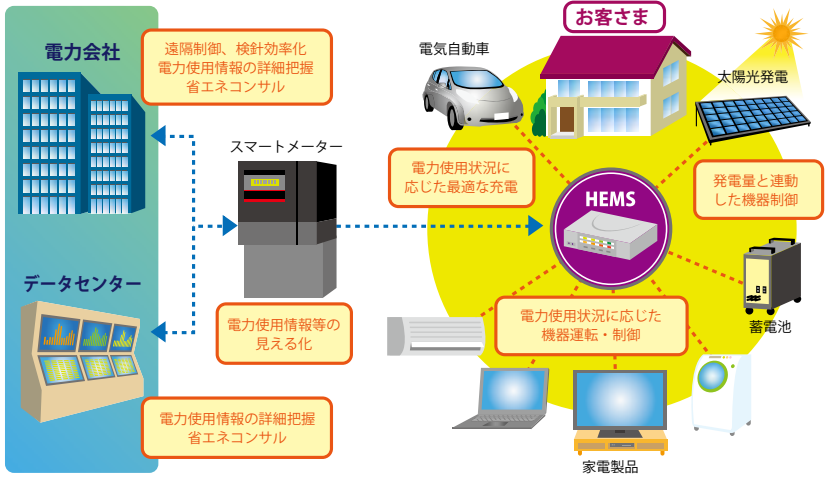 お客さま
電力会社
遠隔制御、検針効率化
電力使用情報の詳細把握
省エネコンサル
電気自動車
太陽光発電
スマートメーター
電力使用状況に
応じた最適な充電
発電量と連動
した機器制御
HEMS
データセンター
電力使用情報等の
見える化
電力使用状況に応じた
機器運転・制御
蓄電池
電力使用情報の詳細把握
省エネコンサル
家電製品